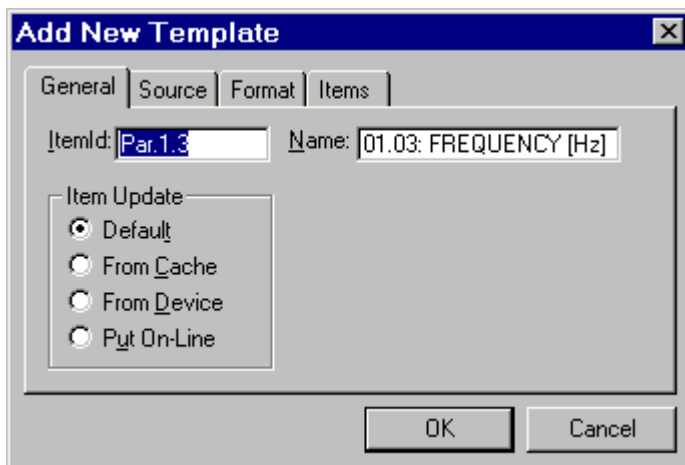 Add New Template
General Source Format Items
ItemId: Par.1.3 Name: 01.03: FREQUENCY [Hz]
Item Update
Default
From Cache
From Device
Put On-Line
OK Cancel